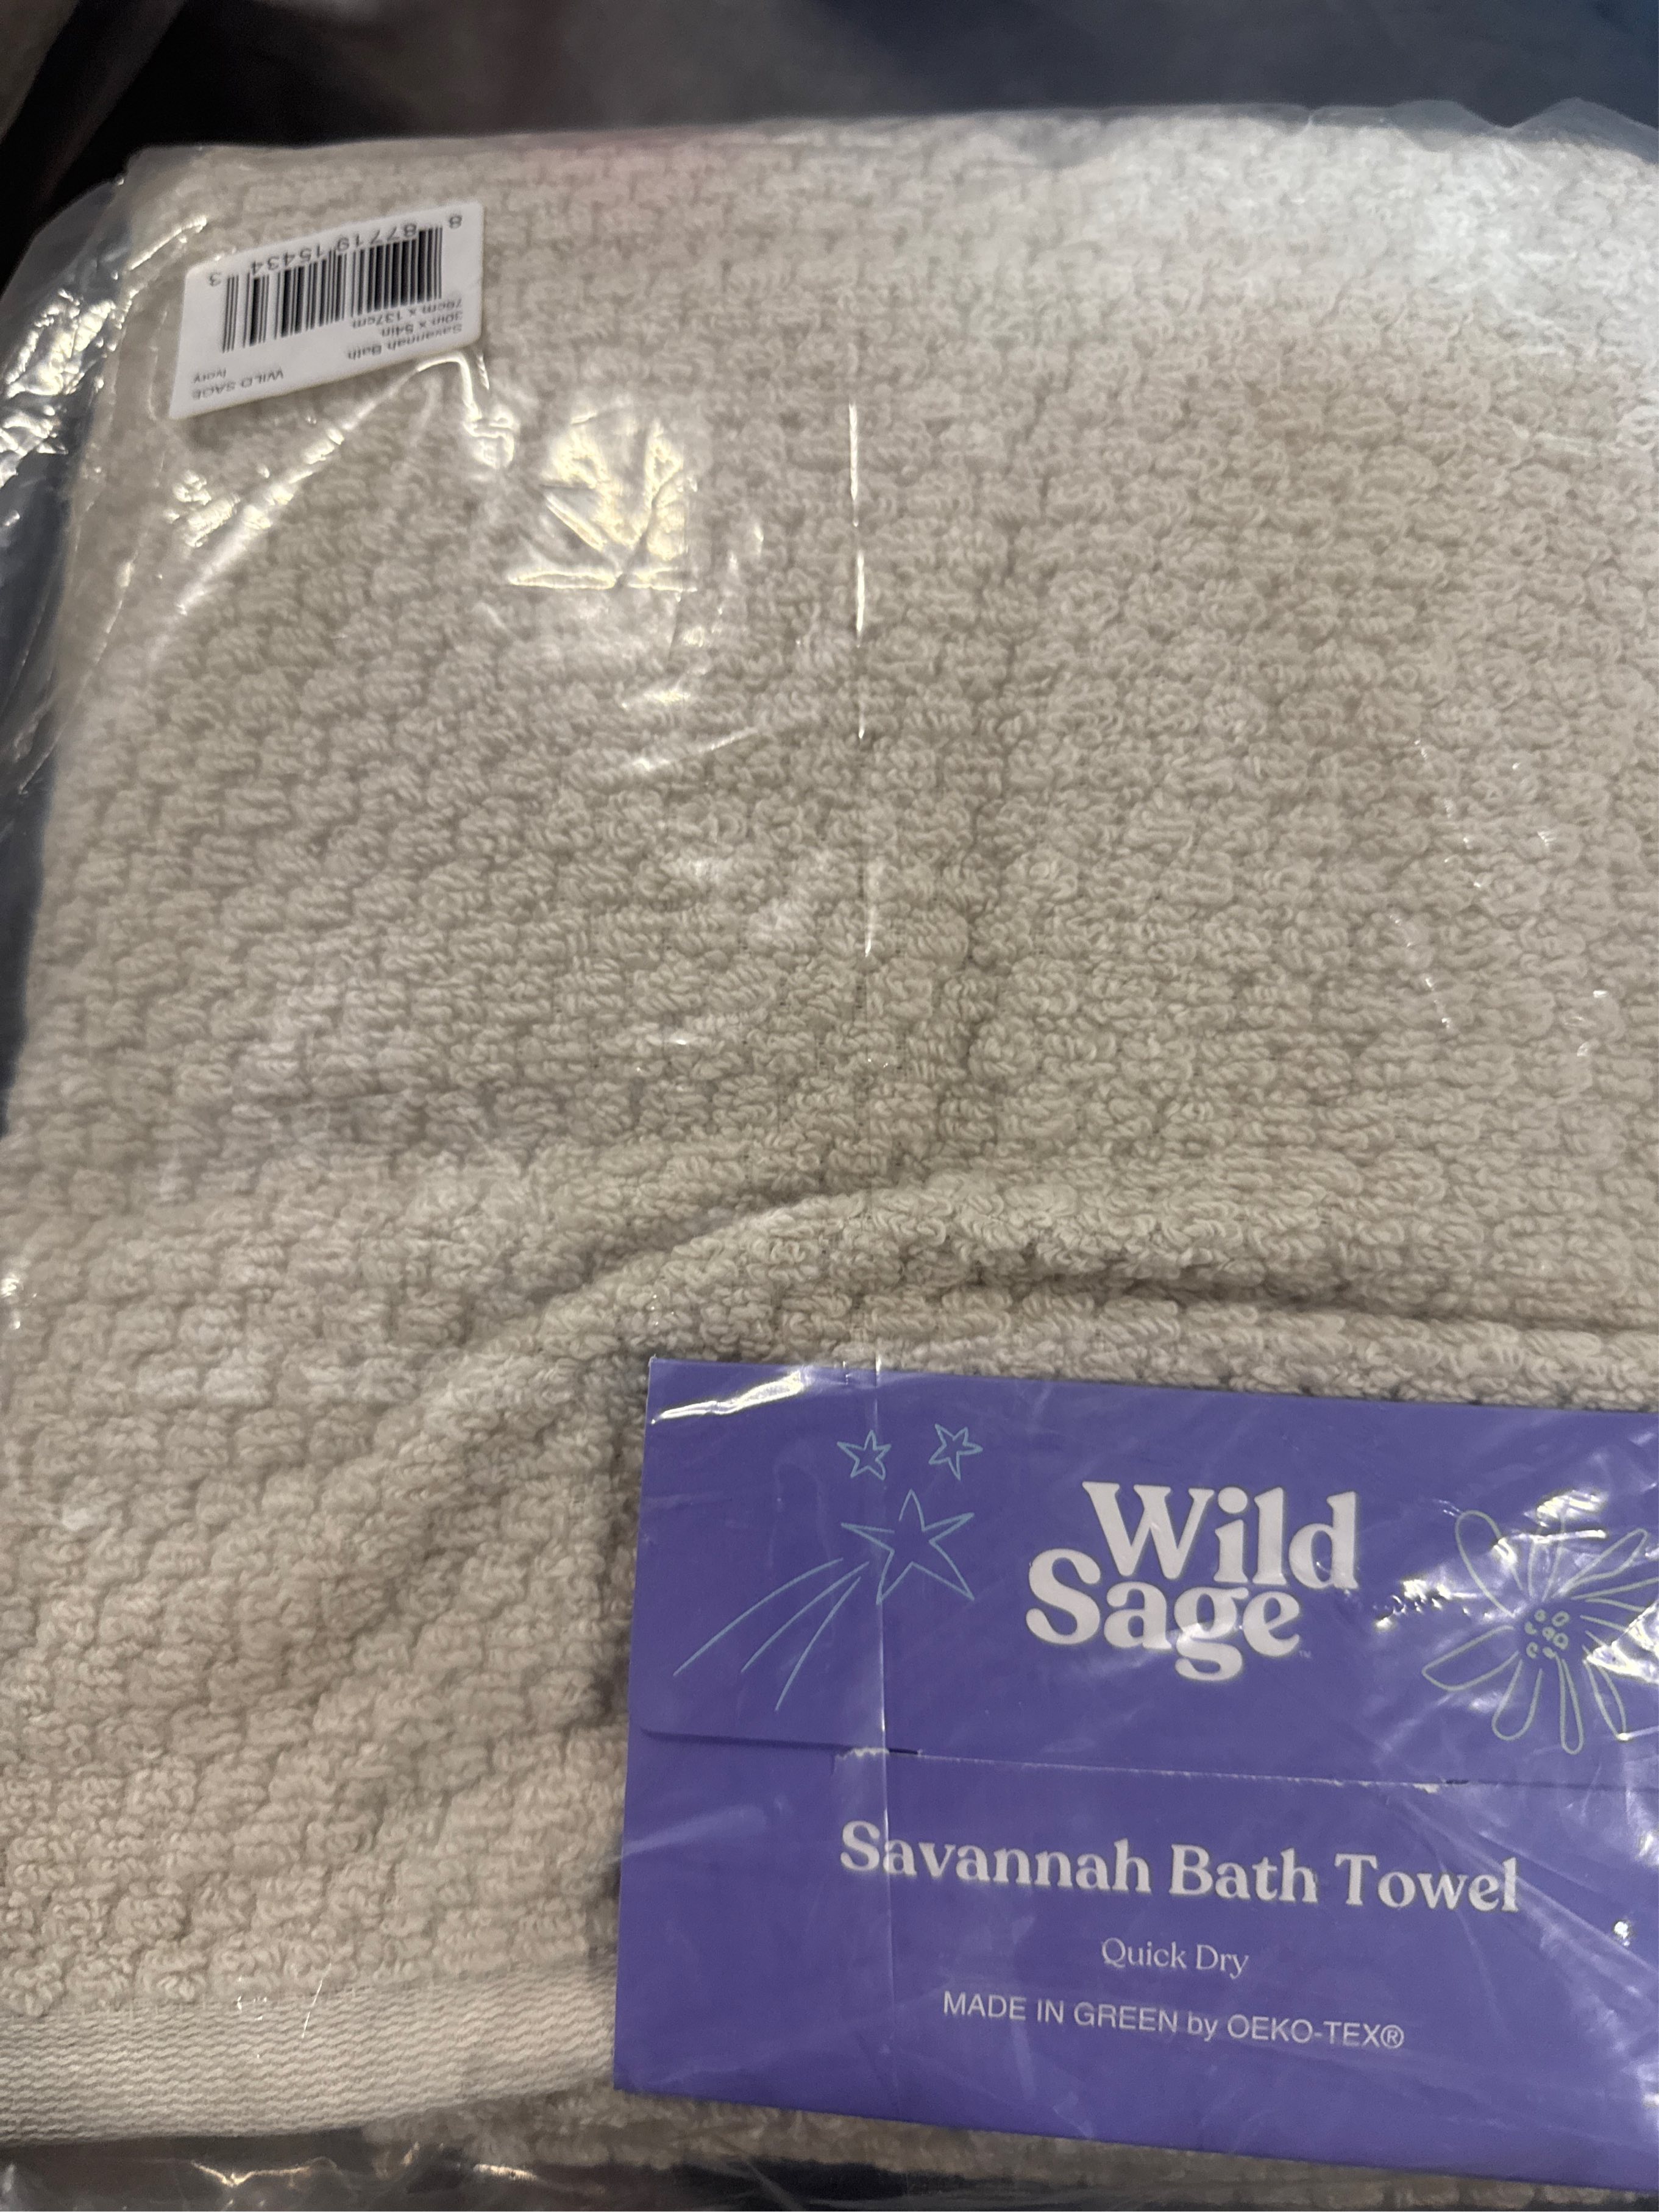 WILD SAGE
Ivory
Savannah Bath
30in x 54in
76cm x 137cm
8 87719 15434 3
Wild
Sage
Savannah Bath Towel
Quick Dry
MADE IN GREEN by OEKO-TEX®